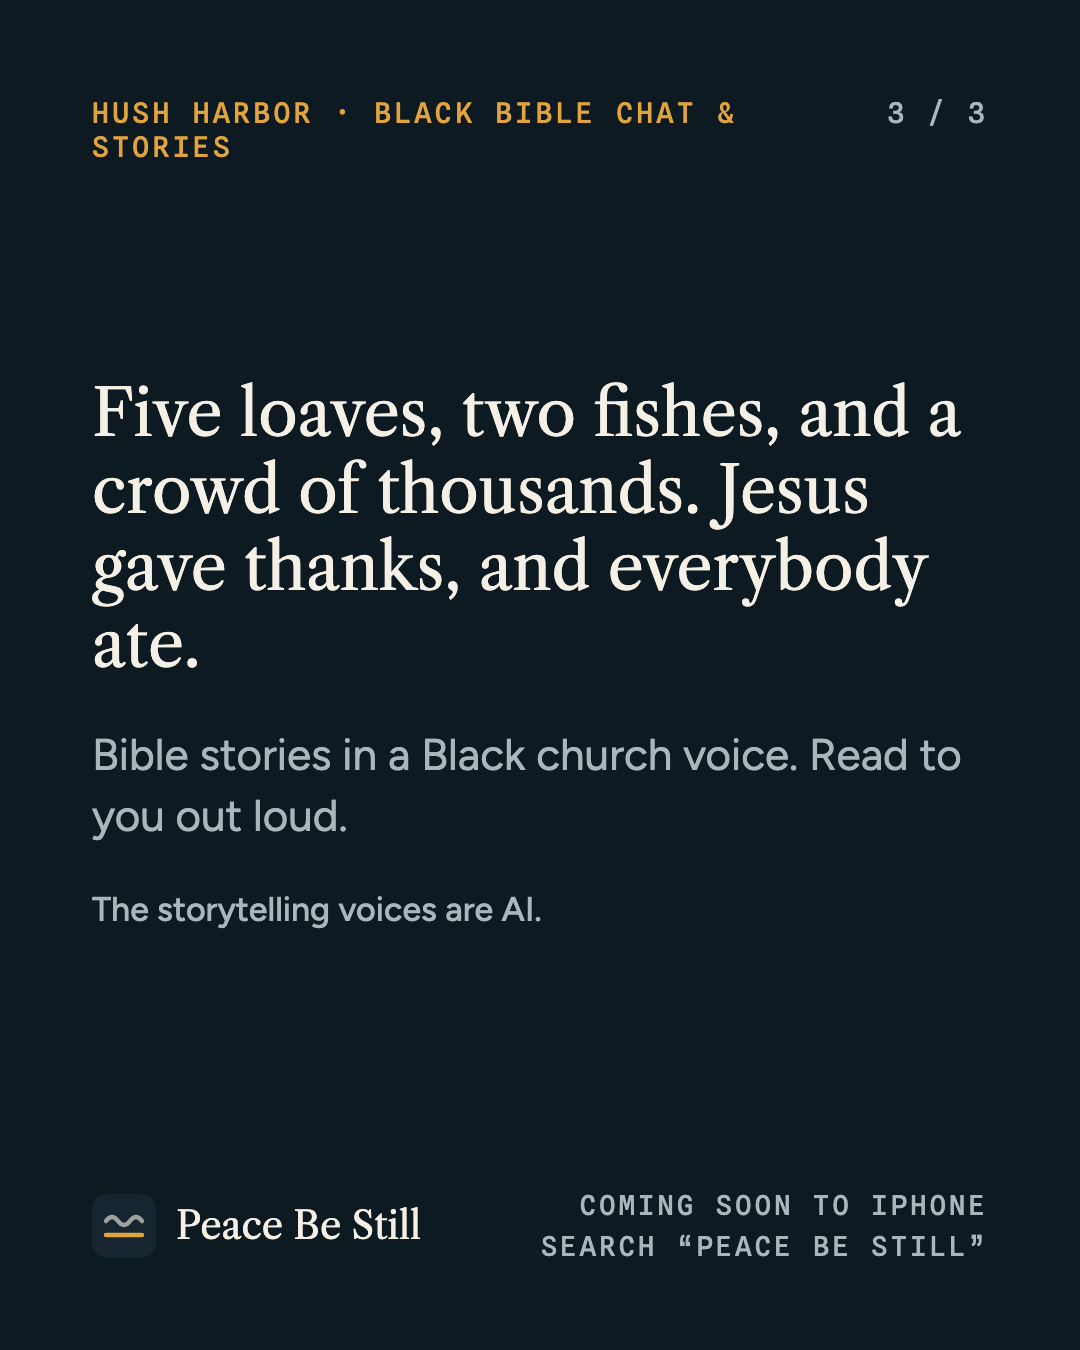 HUSH HARBOR · BLACK BIBLE CHAT &
STORIES
3 / 3
Five loaves, two fishes, and a
crowd of thousands. Jesus
gave thanks, and everybody
ate.
Bible stories in a Black church voice. Read to
you out loud.
The storytelling voices are AI.
Peace Be Still
COMING SOON TO IPHONE
SEARCH “PEACE BE STILL”